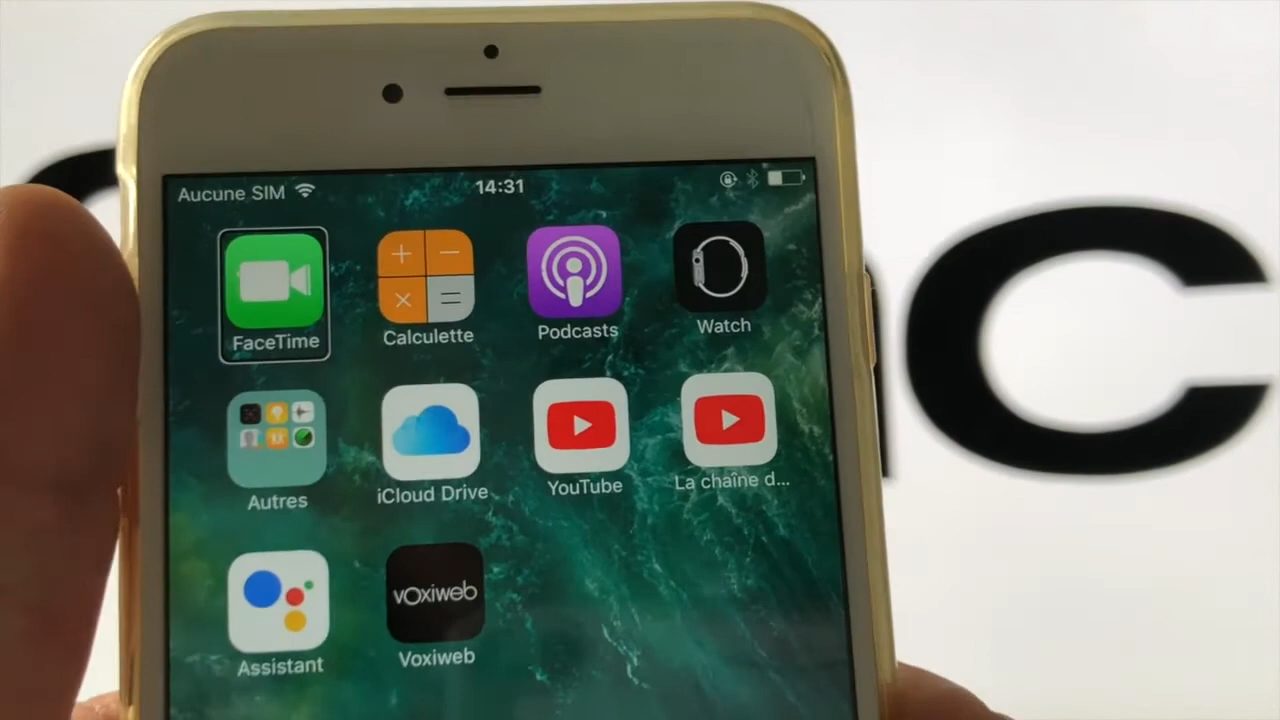 Aucune SIM
14:31
FaceTime
Calculette
Podcasts
Watch
Autres
iCloud Drive
YouTube
La chaîne d...
voxiweb
Assistant
Voxiweb